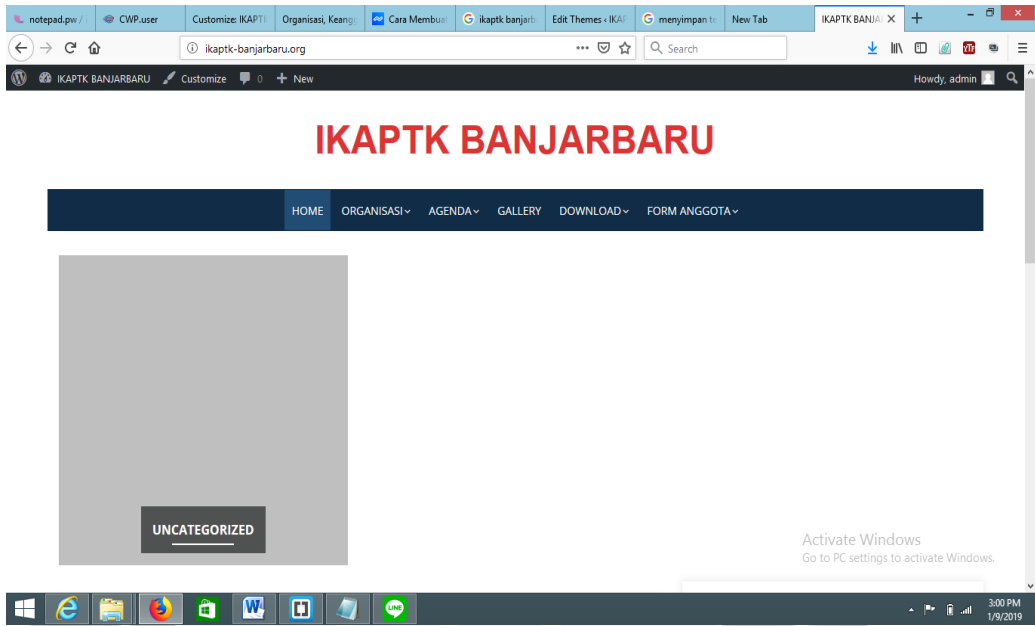 notepad.pw /
CWP.user
Customize: IKAPTK
Organisasi, Keang
Cara Membua
ikaptk banjarb
Edit Themes ‹ IKAP
menyimpan te
New Tab
IKAPTK BANJA
ikaptk-banjarbaru.org
Search
IKAPTK BANJARBARU
Customize
0
New
Howdy, admin
IKAPTK BANJARBARU
HOME
ORGANISASI
AGENDA
GALLERY
DOWNLOAD
FORM ANGGOTA
UNCATEGORIZED
Activate Windows
Go to PC settings to activate Windows.
LINE
3:00 PM
1/9/2019